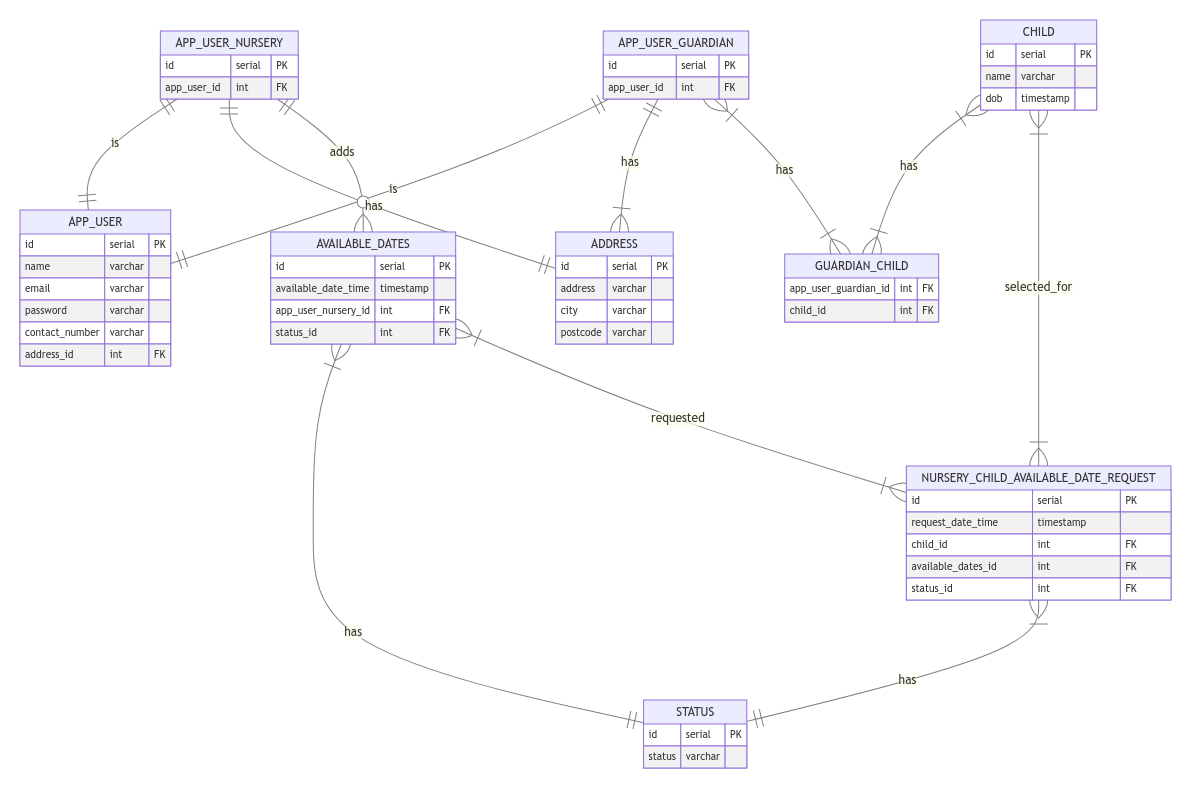 APP_USER_NURSERY
id serial PK
app_user_id int FK
APP_USER_GUARDIAN
id serial PK
app_user_id int FK
CHILD
id serial PK
name varchar
dob timestamp
is
adds
is
has
has
has
has
APP_USER
id serial PK
name varchar
email varchar
password varchar
contact_number varchar
address_id int FK
AVAILABLE_DATES
id serial PK
available_date_time timestamp
app_user_nursery_id int FK
status_id int FK
ADDRESS
id serial PK
address varchar
city varchar
postcode varchar
GUARDIAN_CHILD
app_user_guardian_id int FK
child_id int FK
selected_for
requested
NURSERY_CHILD_AVAILABLE_DATE_REQUEST
id serial PK
request_date_time timestamp
child_id int FK
available_dates_id int FK
status_id int FK
has
has
STATUS
id serial PK
status varchar